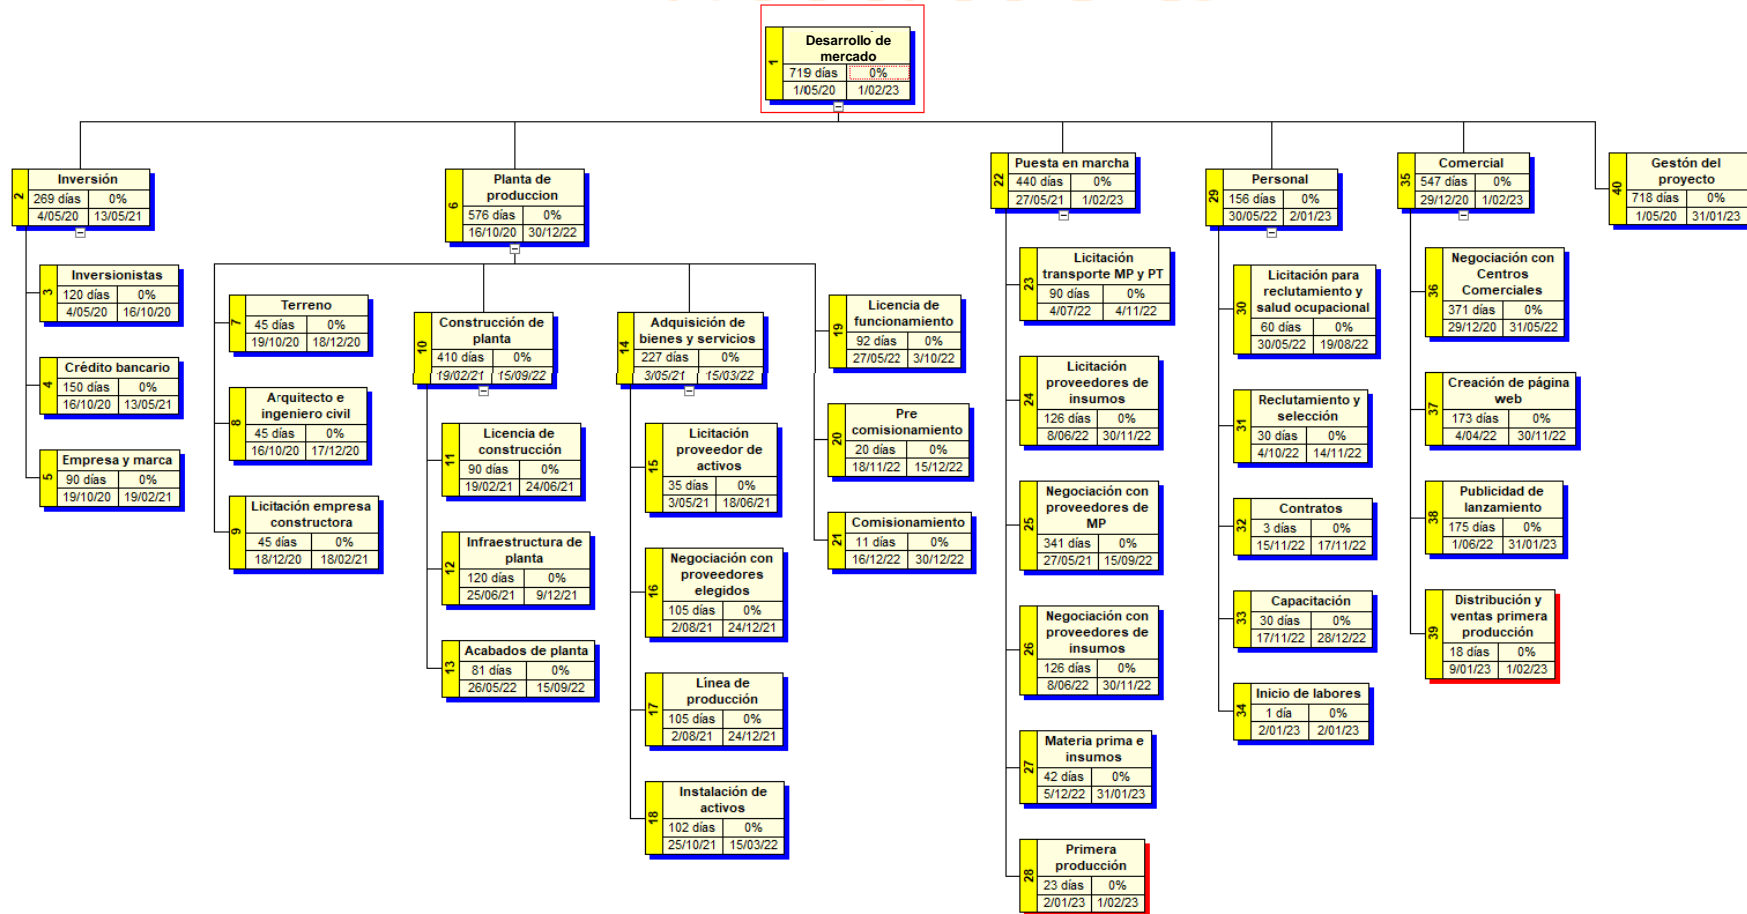 1
Desarrollo de
mercado
719 días 0%
1/05/20 1/02/23
2
Inversión
269 días 0%
4/05/20 13/05/21
3
Inversionistas
120 días 0%
4/05/20 16/10/20
4
Crédito bancario
150 días 0%
16/10/20 13/05/21
5
Empresa y marca
90 días 0%
19/10/20 19/02/21
6
Planta de
produccion
576 días 0%
16/10/20 30/12/22
7
Terreno
45 días 0%
19/10/20 18/12/20
8
Arquitecto e
ingeniero civil
45 días 0%
16/10/20 17/12/20
9
Licitación empresa
constructora
45 días 0%
18/12/20 18/02/21
10
Construcción de
planta
410 días 0%
19/02/21 15/09/22
11
Licencia de
construcción
90 días 0%
19/02/21 24/06/21
12
Infraestructura de
planta
120 días 0%
25/06/21 9/12/21
13
Acabados de planta
81 días 0%
26/05/22 15/09/22
14
Adquisición de
bienes y servicios
227 días 0%
3/05/21 15/03/22
15
Licitación
proveedor de
activos
35 días 0%
3/05/21 18/06/21
16
Negociación con
proveedores
elegidos
105 días 0%
2/08/21 24/12/21
17
Línea de
producción
105 días 0%
2/08/21 24/12/21
18
Instalación de
activos
102 días 0%
25/10/21 15/03/22
19
Licencia de
funcionamiento
92 días 0%
27/05/22 3/10/22
20
Pre
comisionamiento
20 días 0%
18/11/22 15/12/22
21
Comisionamiento
11 días 0%
16/12/22 30/12/22
22
Puesta en marcha
440 días 0%
27/05/21 1/02/23
23
Licitación
transporte MP y PT
90 días 0%
4/07/22 4/11/22
24
Licitación
proveedores de
insumos
126 días 0%
8/06/22 30/11/22
25
Negociación con
proveedores de
MP
341 días 0%
27/05/21 15/09/22
26
Negociación con
proveedores de
insumos
126 días 0%
8/06/22 30/11/22
27
Materia prima e
insumos
42 días 0%
5/12/22 31/01/23
28
Primera
producción
23 días 0%
2/01/23 1/02/23
29
Personal
156 días 0%
30/05/22 2/01/23
30
Licitación para
reclutamiento y
salud ocupacional
60 días 0%
30/05/22 19/08/22
31
Reclutamiento y
selección
30 días 0%
4/10/22 14/11/22
32
Contratos
3 días 0%
15/11/22 17/11/22
33
Capacitación
30 días 0%
17/11/22 28/12/22
34
Inicio de labores
1 día 0%
2/01/23 2/01/23
35
Comercial
547 días 0%
29/12/20 1/02/23
36
Negociación con
Centros
Comerciales
371 días 0%
29/12/20 31/05/22
37
Creación de página
web
173 días 0%
4/04/22 30/11/22
38
Publicidad de
lanzamiento
175 días 0%
1/06/22 31/01/23
39
Distribución y
ventas primera
producción
18 días 0%
9/01/23 1/02/23
40
Gestón del
proyecto
718 días 0%
1/05/20 31/01/23